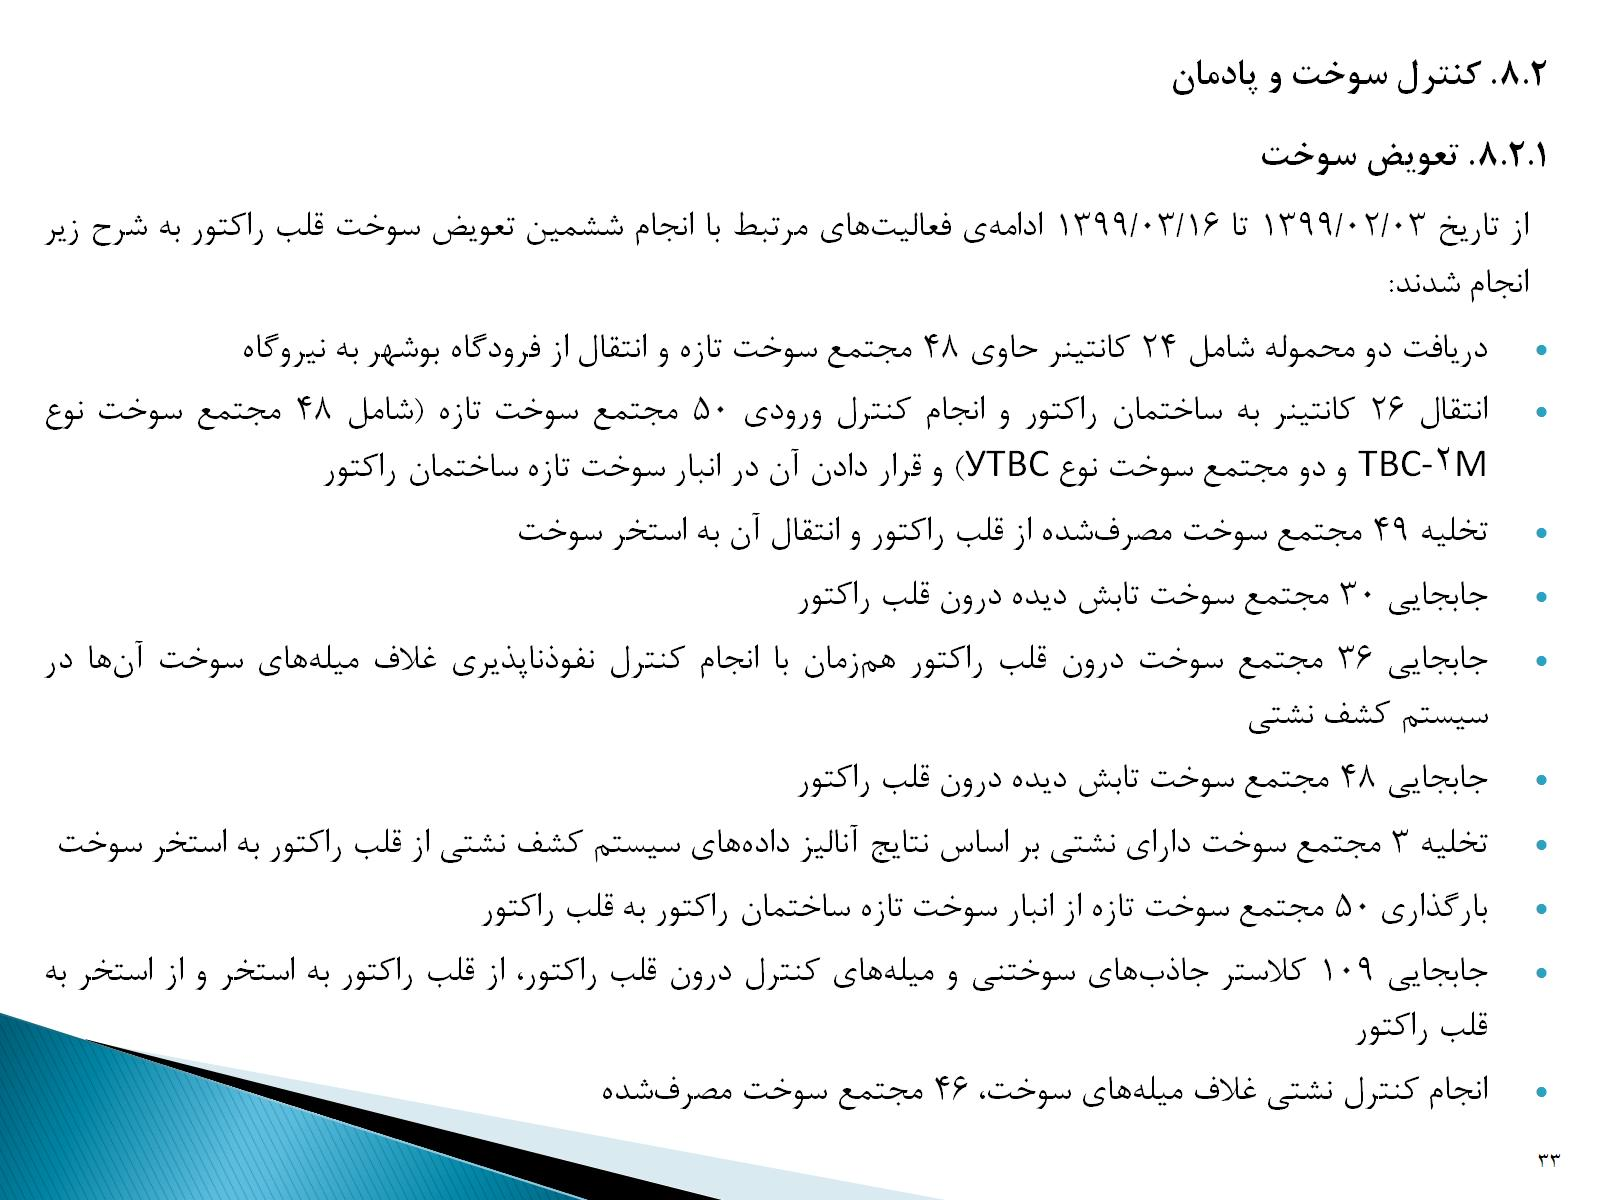 ۸.۲. کنترل سوخت و پادمان
۸.۲.۱. تعویض سوخت
از تاریخ ۱۳۹۹/۰۲/۰۳ تا ۱۳۹۹/۰۳/۱۶ ادامه‌ی فعالیت‌های مرتبط با انجام ششمین تعویض سوخت قلب راکتور به شرح زیر
انجام شدند:
• دریافت دو محموله شامل ۲۴ کانتینر حاوی ۴۸ مجتمع سوخت تازه و انتقال از فرودگاه بوشهر به نیروگاه
• انتقال ۲۶ کانتینر به ساختمان راکتور و انجام کنترل ورودی ۵۰ مجتمع سوخت تازه (شامل ۴۸ مجتمع سوخت نوع
TBC-۲M و دو مجتمع سوخت نوع УTBC) و قرار دادن آن در انبار سوخت تازه ساختمان راکتور
• تخلیه ۴۹ مجتمع سوخت مصرف‌شده از قلب راکتور و انتقال آن به استخر سوخت
• جابجایی ۳۰ مجتمع سوخت تابش دیده درون قلب راکتور
• جابجایی ۳۶ مجتمع سوخت درون قلب راکتور هم‌زمان با انجام کنترل نفوذناپذیری غلاف میله‌های سوخت آن‌ها در
سیستم کشف نشتی
• جابجایی ۴۸ مجتمع سوخت تابش دیده درون قلب راکتور
• تخلیه ۳ مجتمع سوخت دارای نشتی بر اساس نتایج آنالیز داده‌های سیستم کشف نشتی از قلب راکتور به استخر سوخت
• بارگذاری ۵۰ مجتمع سوخت تازه از انبار سوخت تازه ساختمان راکتور به قلب راکتور
• جابجایی ۱۰۹ کلاستر جاذب‌های سوختنی و میله‌های کنترل درون قلب راکتور، از قلب راکتور به استخر و از استخر به
قلب راکتور
• انجام کنترل نشتی غلاف میله‌های سوخت، ۴۶ مجتمع سوخت مصرف‌شده
۳۳